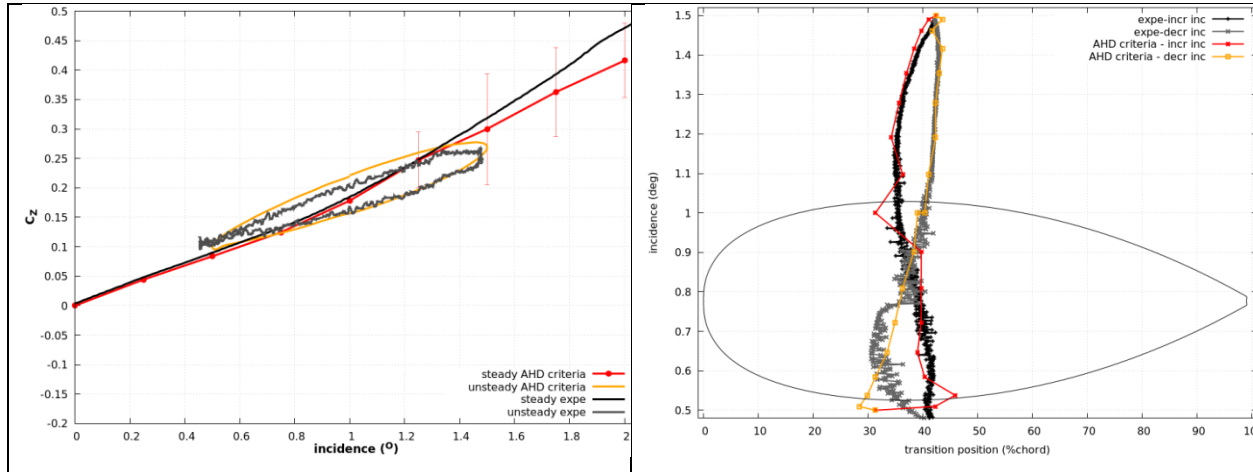 0.5
0.45
0.4
0.35
0.3
0.25
0.2
0.15
0.1
0.05
0
-0.05
-0.1
-0.15
-0.2
cz
0 0.2 0.4 0.6 0.8 1 1.2 1.4 1.6 1.8 2
incidence (O)
steady AHD criteria
unsteady AHD criteria
steady expe
unsteady expe
1.5
1.4
1.3
1.2
1.1
1
0.9
0.8
0.7
0.6
0.5
incidence (deg)
0 10 20 30 40 50 60 70 80 90 10
transition position (%chord)
expe-incr inc
expe-decr inc
AHD criteria - incr inc
AHD criteria - decr inc